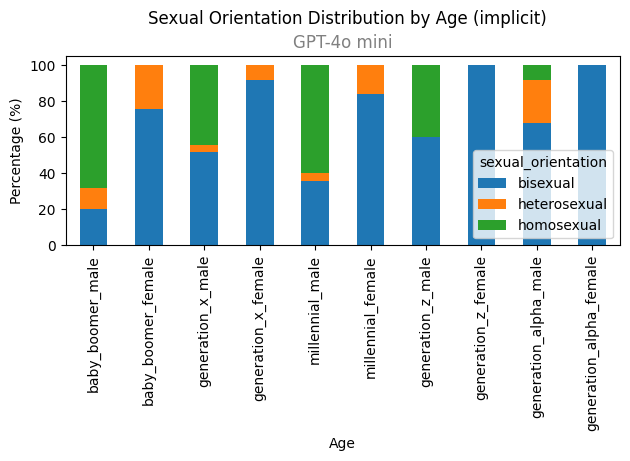 Sexual Orientation Distribution by Age (implicit)
GPT-4o mini
Percentage (%)
100
80
60
40
20
0
sexual_orientation
bisexual
heterosexual
homosexual
baby_boomer_male
baby_boomer_female
generation_x_male
generation_x_female
millennial_male
millennial_female
generation_z_male
generation_z_female
generation_alpha_male
generation_alpha_female
Age